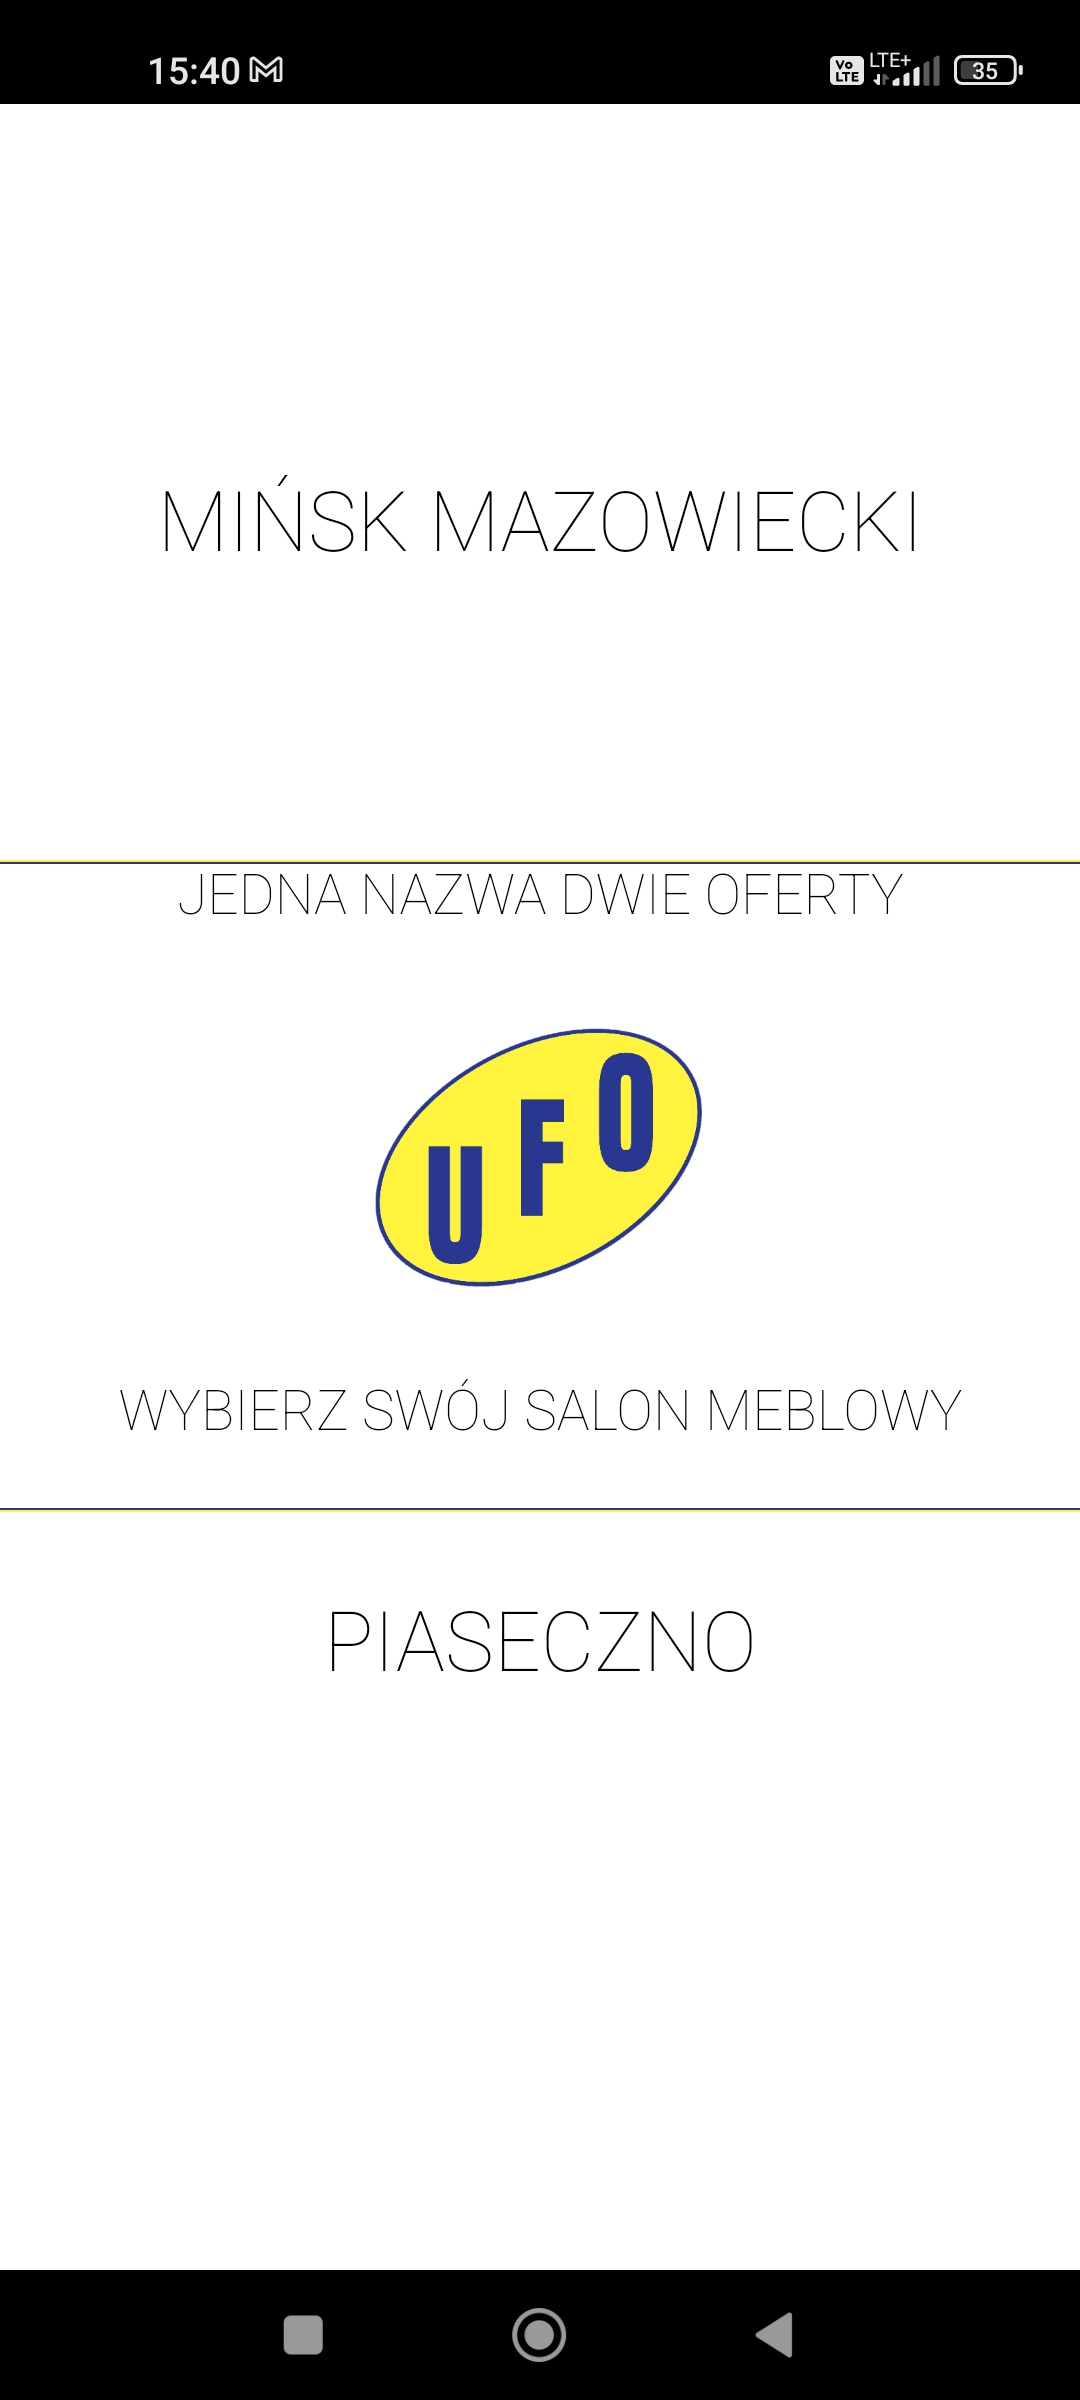 15:40
Vo LTE LTE+ 35
MIŃSK MAZOWIECKI
JEDNA NAZWA DWIE OFERTY
UFO
WYBIERZ SWÓJ SALON MEBLOWY
PIASECZNO